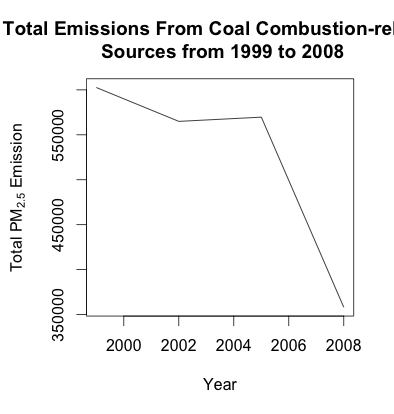 Total Emissions From Coal Combustion-rel
Sources from 1999 to 2008
Total PM2.5 Emission
550000
450000
350000
2000 2002 2004 2006 2008
Year